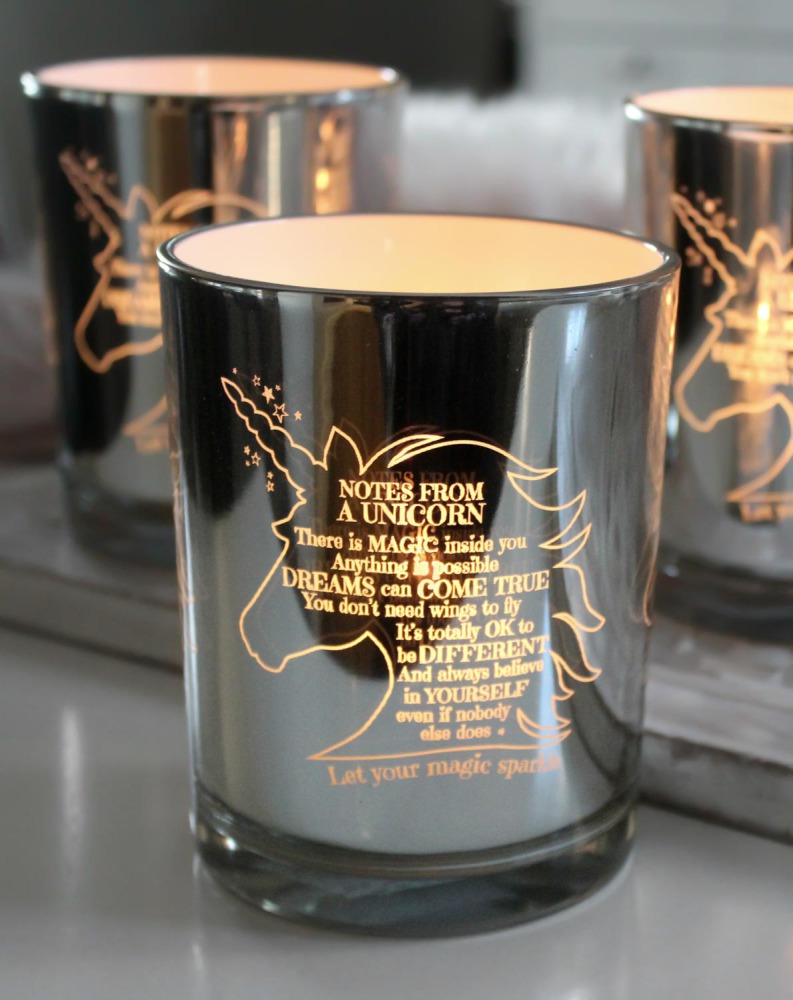 NOTES FROM
A UNICORN
There is MAGIC inside you
Anything is possible
DREAMS can COME TRUE
You don't need wings to fly
It's totally OK to
be DIFFERENT
And always believe
in YOURSELF
even if nobody
else does
Let your magic sparkle